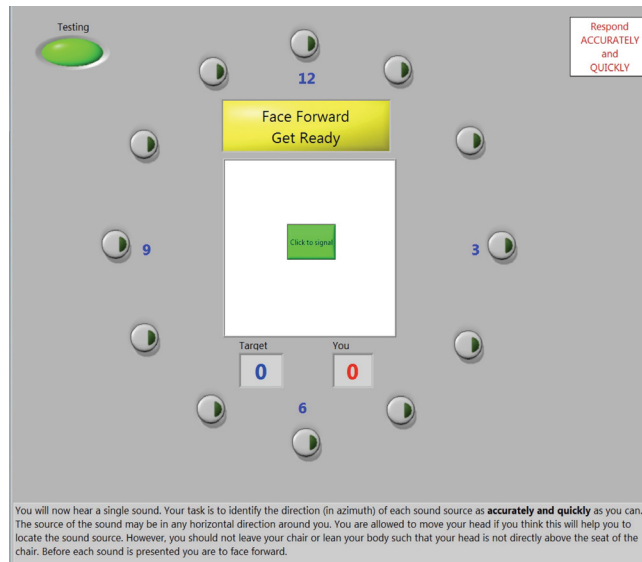 Testing
Respond
ACCURATELY
and
QUICKLY
12
Face Forward
Get Ready
Click to signal
9
3
Target
You
0
0
6
You will now hear a single sound. Your task is to identify the direction (in azimuth) of each sound source as accurately and quickly as you can.
The source of the sound may be in any horizontal direction around you. You are allowed to move your head if you think this will help you to
locate the sound source. However, you should not leave your chair or lean your body such that your head is not directly above the seat of the
chair. Before each sound is presented you are to face forward.